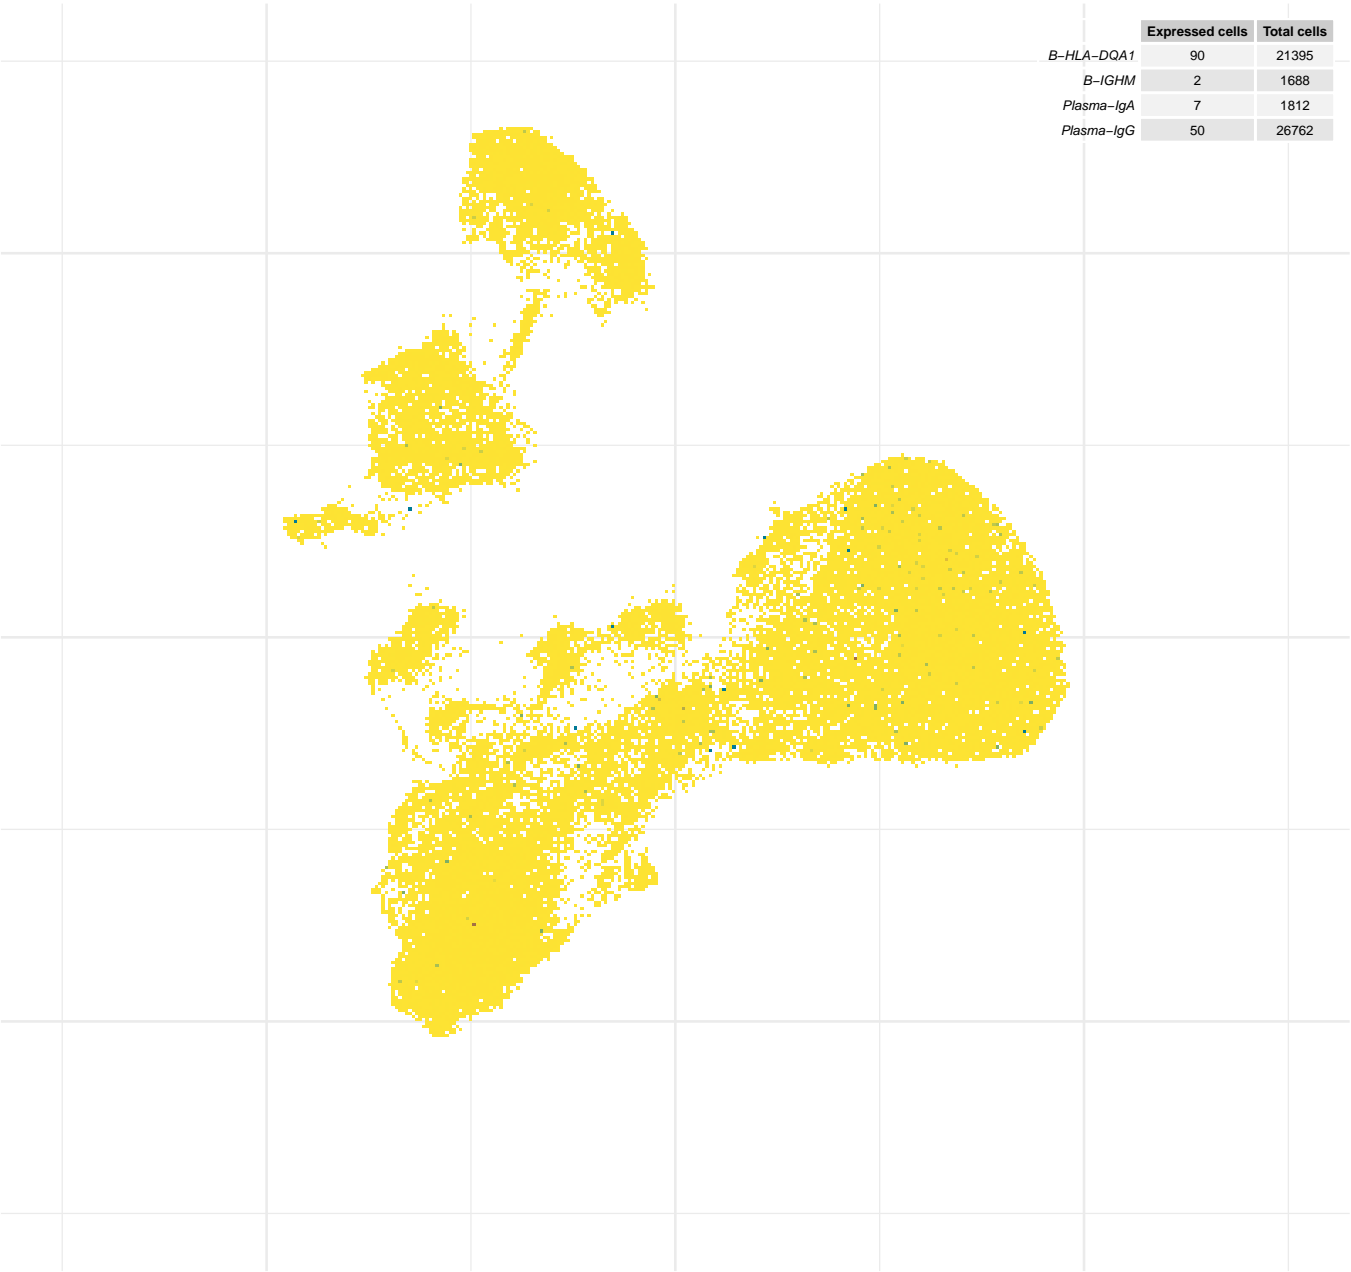 Expressed cells Total cells
B−HLA−DQA1 90 21395
B−IGHM 2 1688
Plasma−IgA 7 1812
Plasma−IgG 50 26762